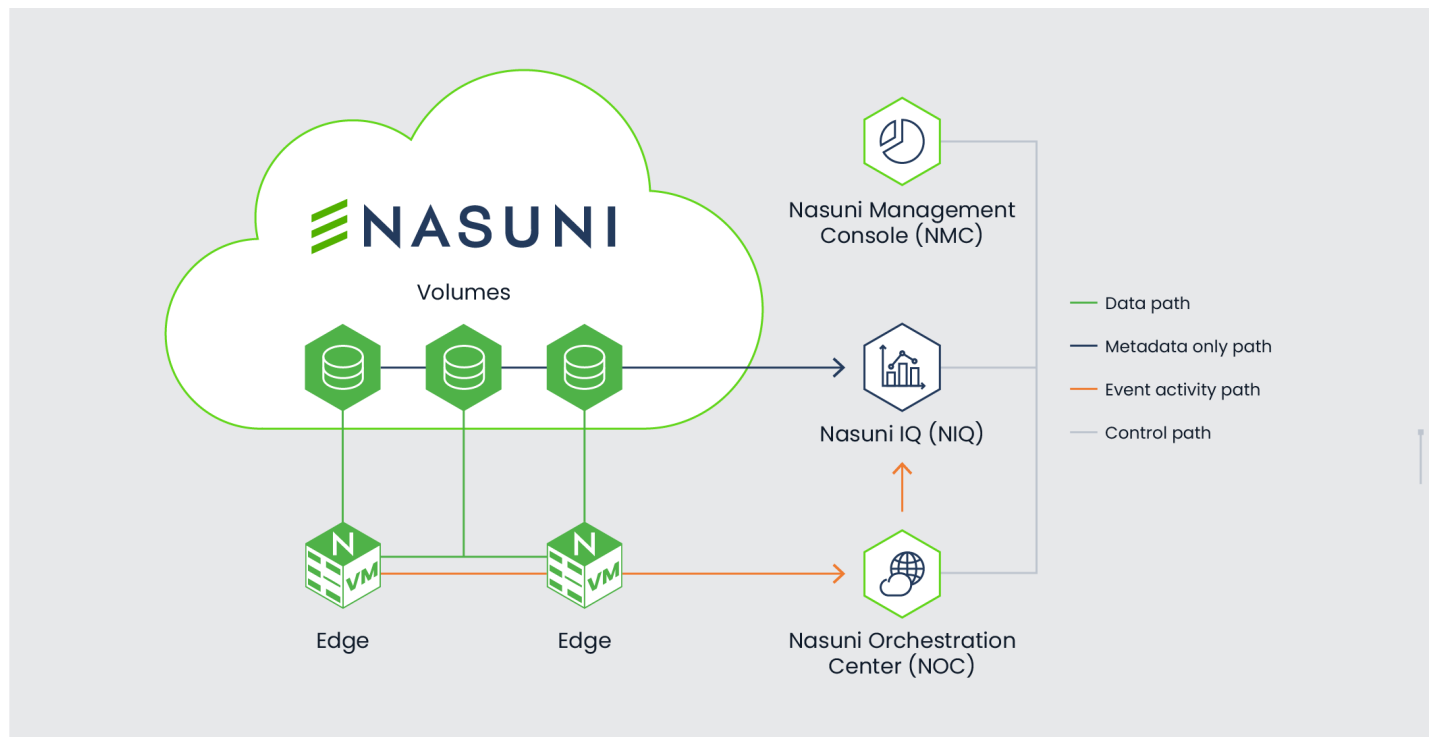 NASUNI
Volumes
N
VM
Edge
N
VM
Edge
Nasuni Management
Console (NMC)
Nasuni IQ (NIQ)
Nasuni Orchestration
Center (NOC)
Data path
Metadata only path
Event activity path
Control path